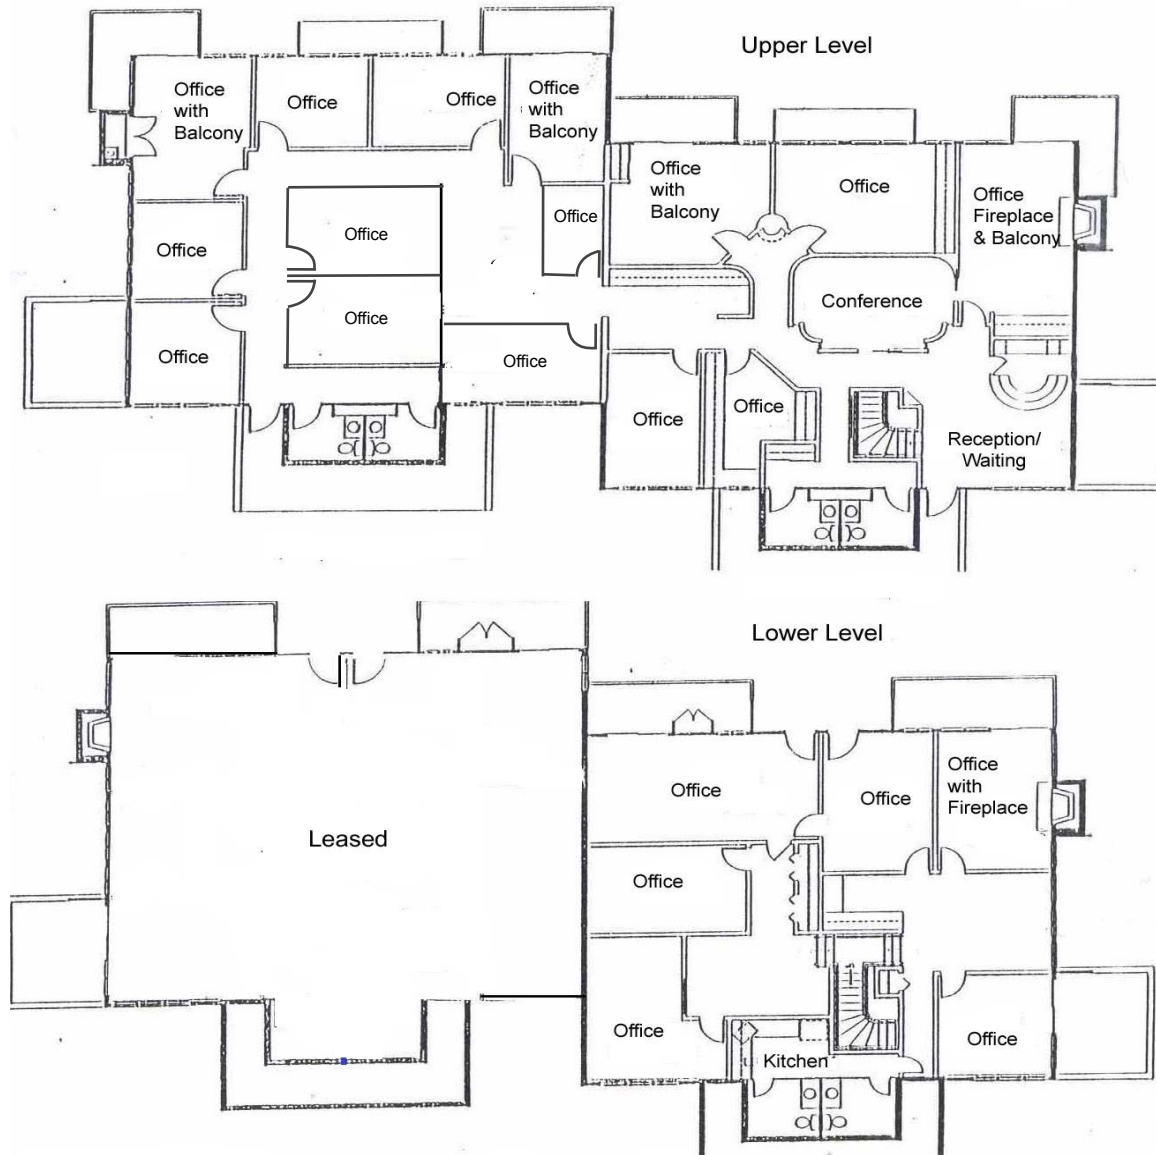 Upper Level
Office
with
Balcony
Office
Office
Office
with
Balcony
Office
with
Balcony
Office
Office
Fireplace
& Balcony
Office
Office
Office
Conference
Office
Office
Office
Office
Office
Reception/
Waiting
Lower Level
Office
Office
Office
with
Fireplace
Leased
Office
Office
Office
Kitchen